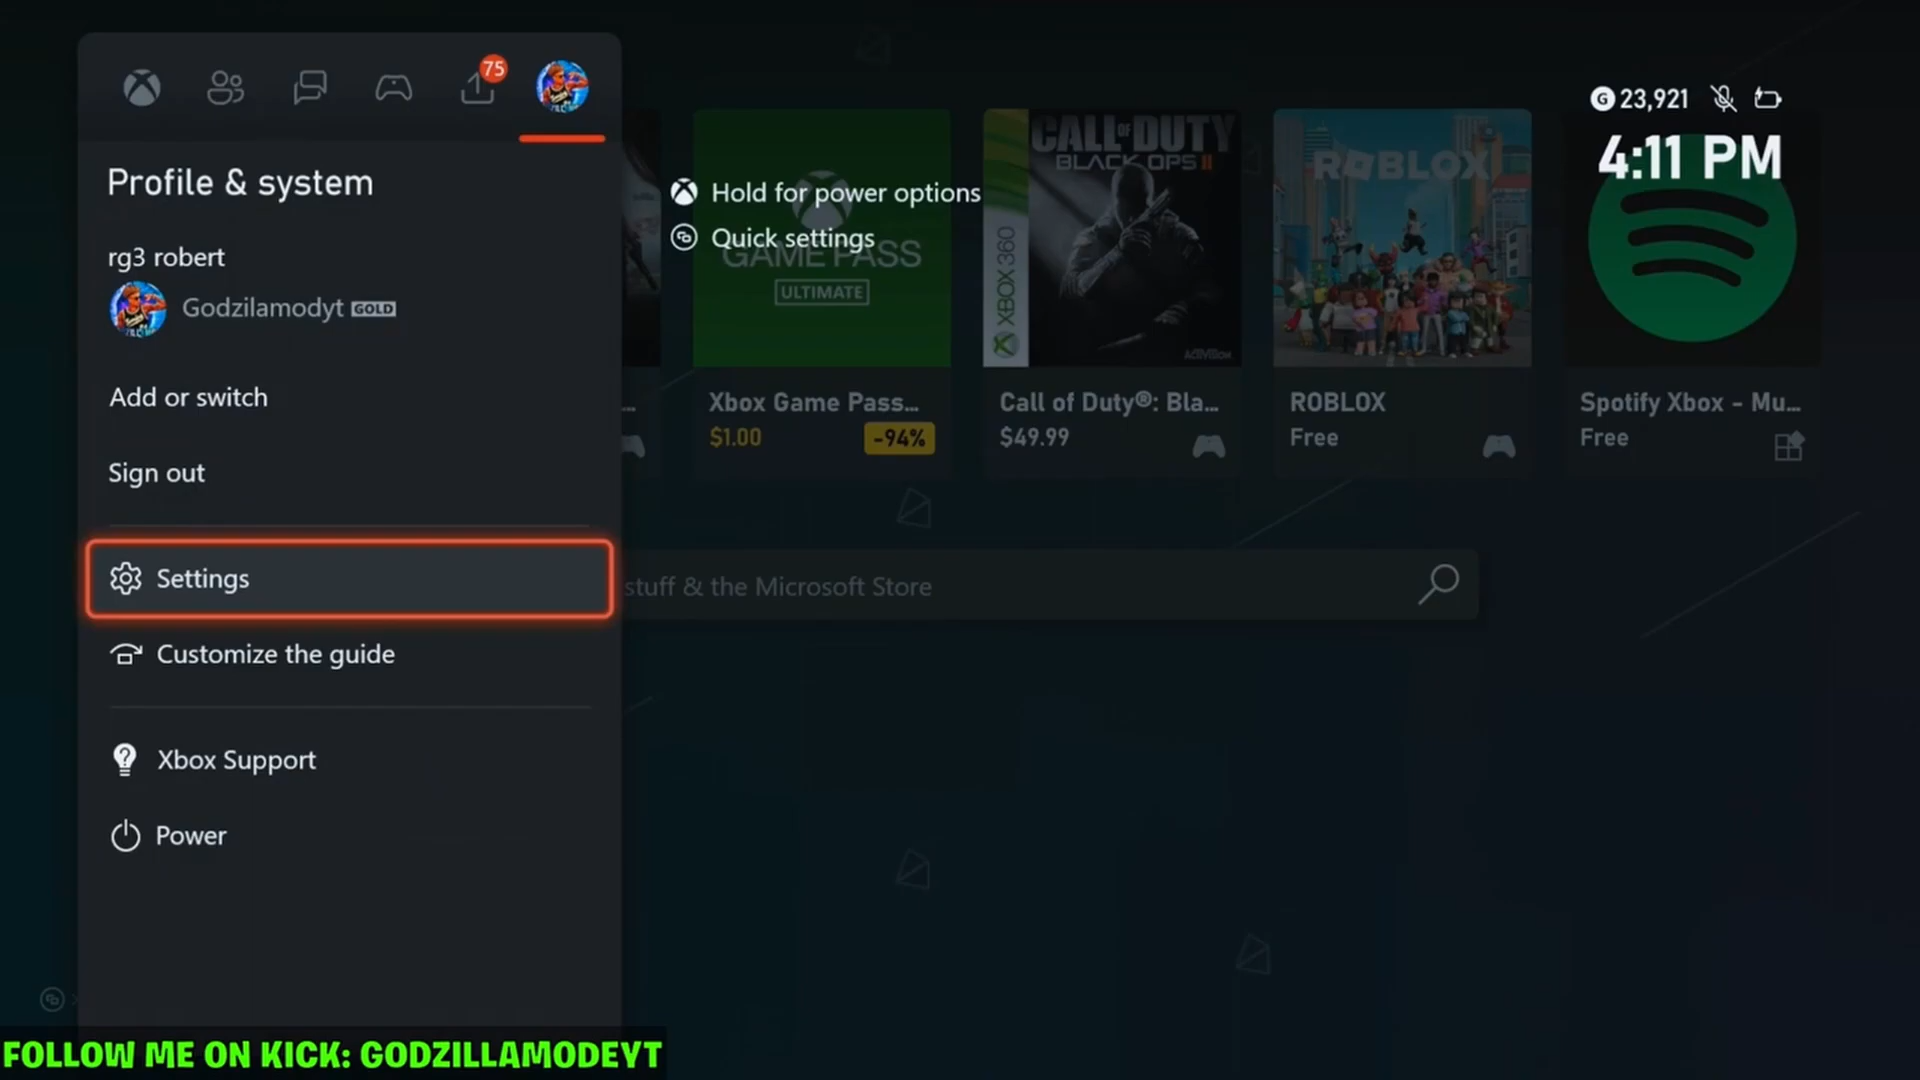 75
Profile & system
rg3 robert
Godzilamodyt GOLD
Add or switch
Sign out
Settings
Customize the guide
Xbox Support
Power
Hold for power options
Quick settings
GAME PASS
ULTIMATE
XBOX 360
CALL OF DUTY
BLACK OPS II
ACTIVISION
ROBLOX
G 23,921
4:11 PM
...
Xbox Game Pass...
$1.00
-94%
Call of Duty®: Bla...
$49.99
ROBLOX
Free
Spotify Xbox – Mu...
Free
stuff & the Microsoft Store
FOLLOW ME ON KICK: GODZILLAMODEYT